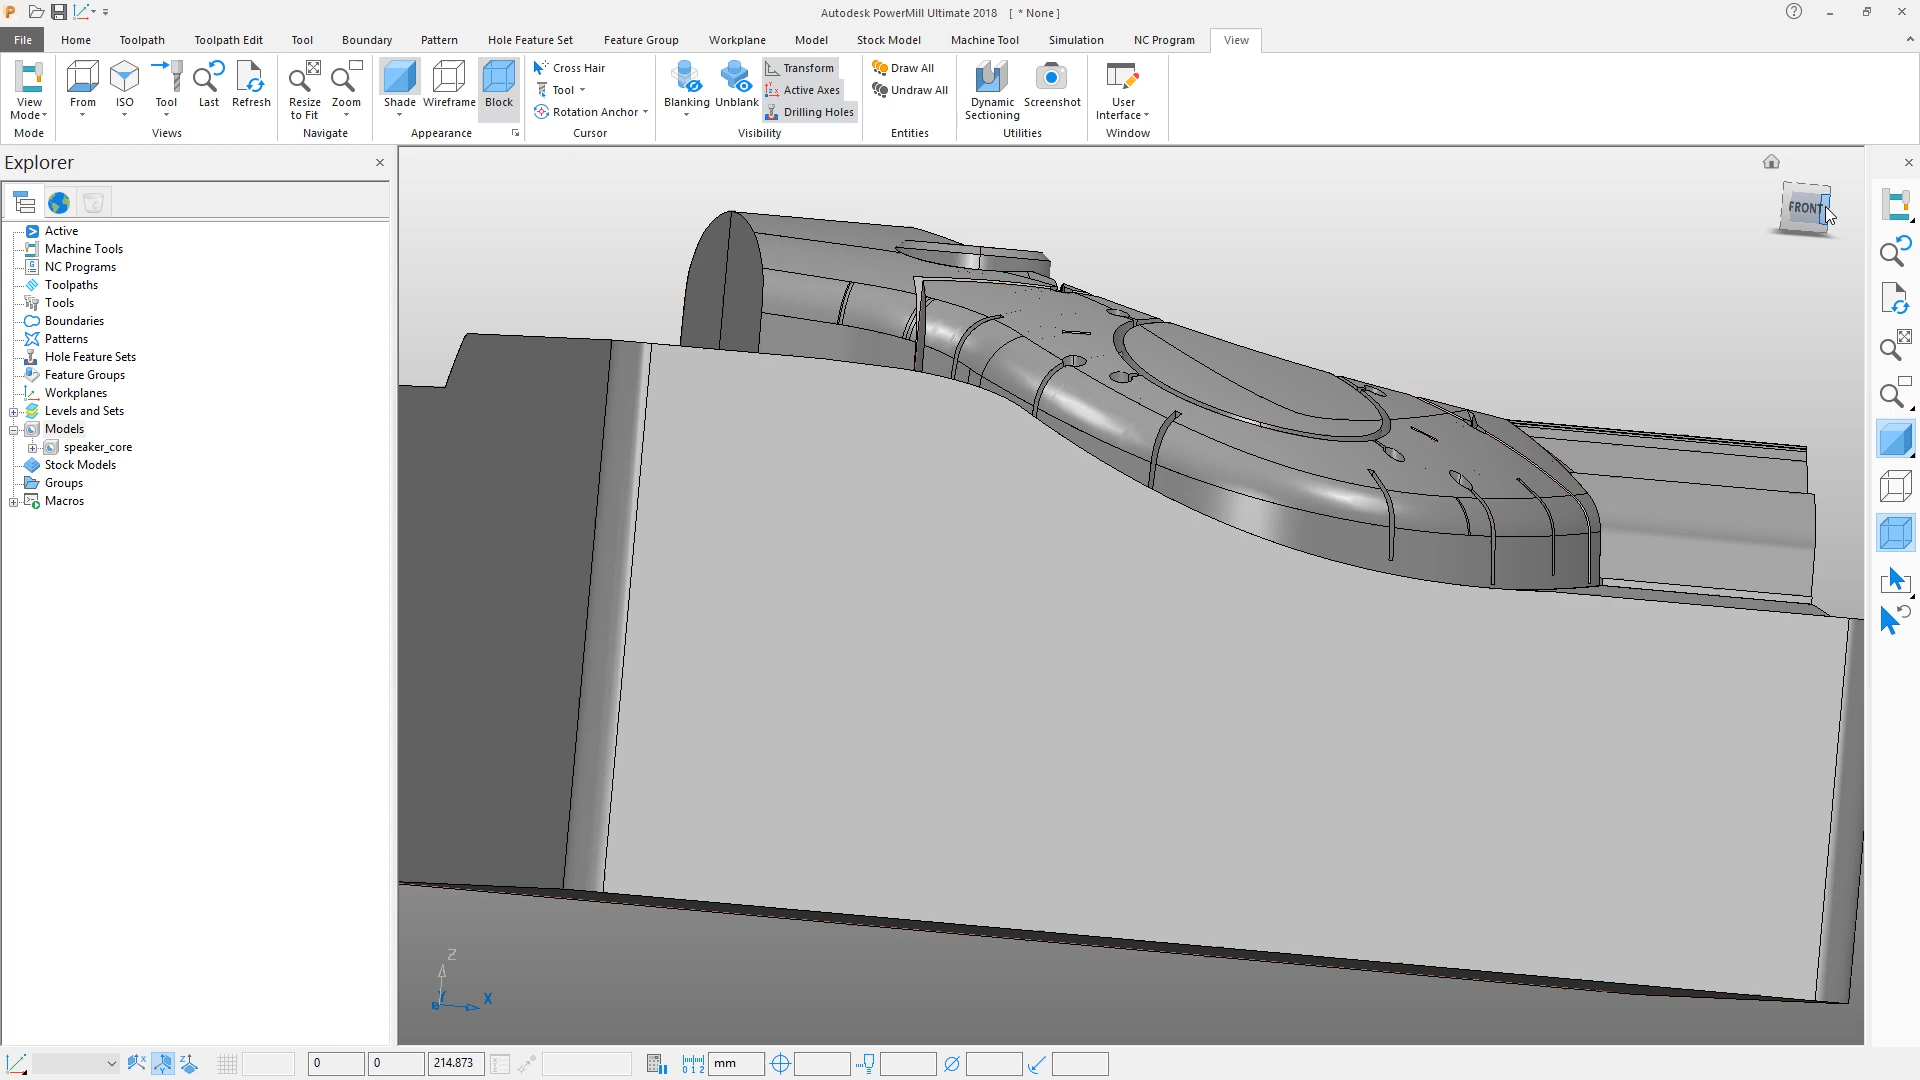 Autodesk PowerMill Ultimate 2018 [ * None ]
File Home Toolpath Toolpath Edit Tool Boundary Pattern Hole Feature Set Feature Group Workplane Model Stock Model Machine Tool Simulation NC Program View
View Mode
From
ISO
Tool
Last
Refresh
Resize to Fit
Zoom
Shade
Wireframe
Block
Cross Hair
Tool
Rotation Anchor
Blanking
Unblank
Transform
Active Axes
Drilling Holes
Draw All
Undraw All
Dynamic Sectioning
Screenshot
User Interface
Mode Views Navigate Appearance Cursor Visibility Entities Utilities Window
Explorer
Active
Machine Tools
NC Programs
Toolpaths
Tools
Boundaries
Patterns
Hole Feature Sets
Feature Groups
Workplanes
Levels and Sets
Models
speaker_core
Stock Models
Groups
Macros
FRONT
Z
Y
X
0 0 214.873 mm